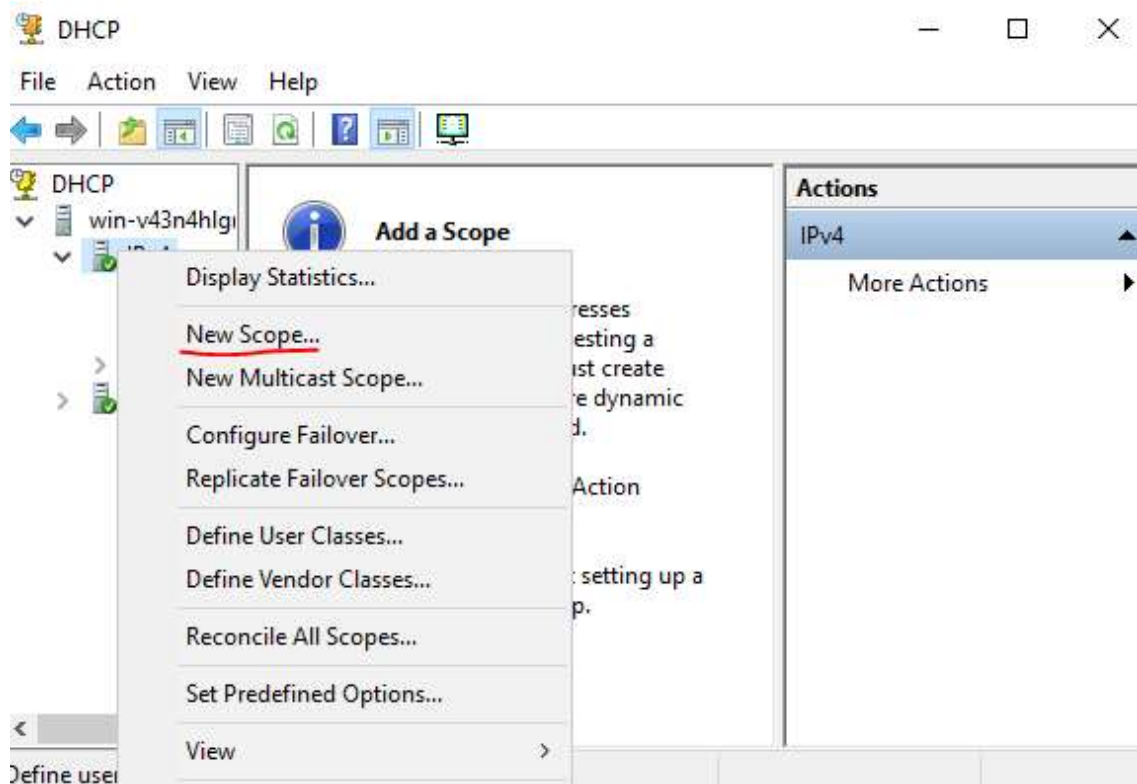 DHCP
File Action View Help
DHCP
win-v43n4hlg
Add a Scope
Actions
IPv4
More Actions
Display Statistics...
New Scope...
New Multicast Scope...
Configure Failover...
Replicate Failover Scopes...
Define User Classes...
Define Vendor Classes...
Reconcile All Scopes...
Set Predefined Options...
View
resses
esting a
ist create
e dynamic
d.
Action
setting up a
p.
Define user